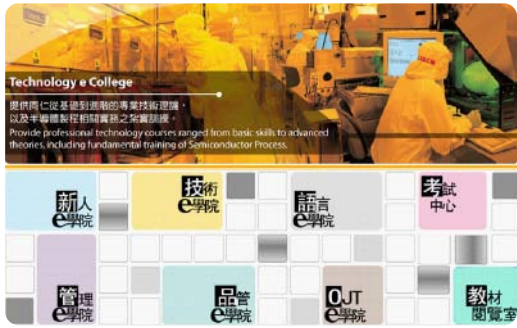 Technology e College
提供同仁從基礎到進階的專業技術理論，
以及半導體製程相關實務之紮實訓練。
Provide professional technology courses ranged from basic skills to advanced
theories, including fundamental training of Semiconductor Process.
新人
e學院
技術
e學院
語言
e學院
考試
中心
管理
e學院
品管
e學院
OJT
e學院
教材
閱覽室